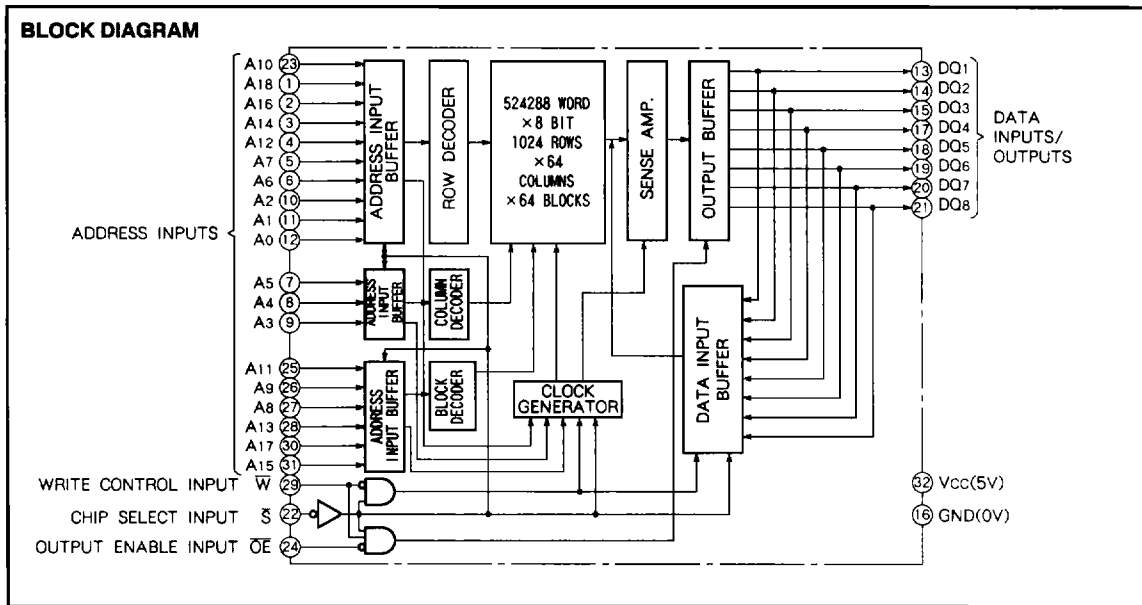 BLOCK DIAGRAM
A10 23
A18 1
A16 2
A14 3
A12 4
A7 5
A6 6
A2 10
A1 11
A0 12
ADDRESS INPUTS
A5 7
A4 8
A3 9
A11 25
A9 26
A8 27
A13 28
A17 30
A15 31
WRITE CONTROL INPUT W̅ 29
CHIP SELECT INPUT S̅ 22
OUTPUT ENABLE INPUT O̅E̅ 24
ADDRESS INPUT
BUFFER
ROW DECODER
524288 WORD
×8 BIT
1024 ROWS
×64
COLUMNS
×64 BLOCKS
SENSE AMP.
OUTPUT BUFFER
ADDRESS
INPUT
BUFFER
COLUMN
DECODER
ADDRESS
INPUT BUFFER
BLOCK
DECODER
CLOCK
GENERATOR
DATA INPUT
BUFFER
13 DQ1
14 DQ2
15 DQ3
17 DQ4
18 DQ5
19 DQ6
20 DQ7
21 DQ8
DATA
INPUTS/
OUTPUTS
32 VCC(5V)
16 GND(0V)